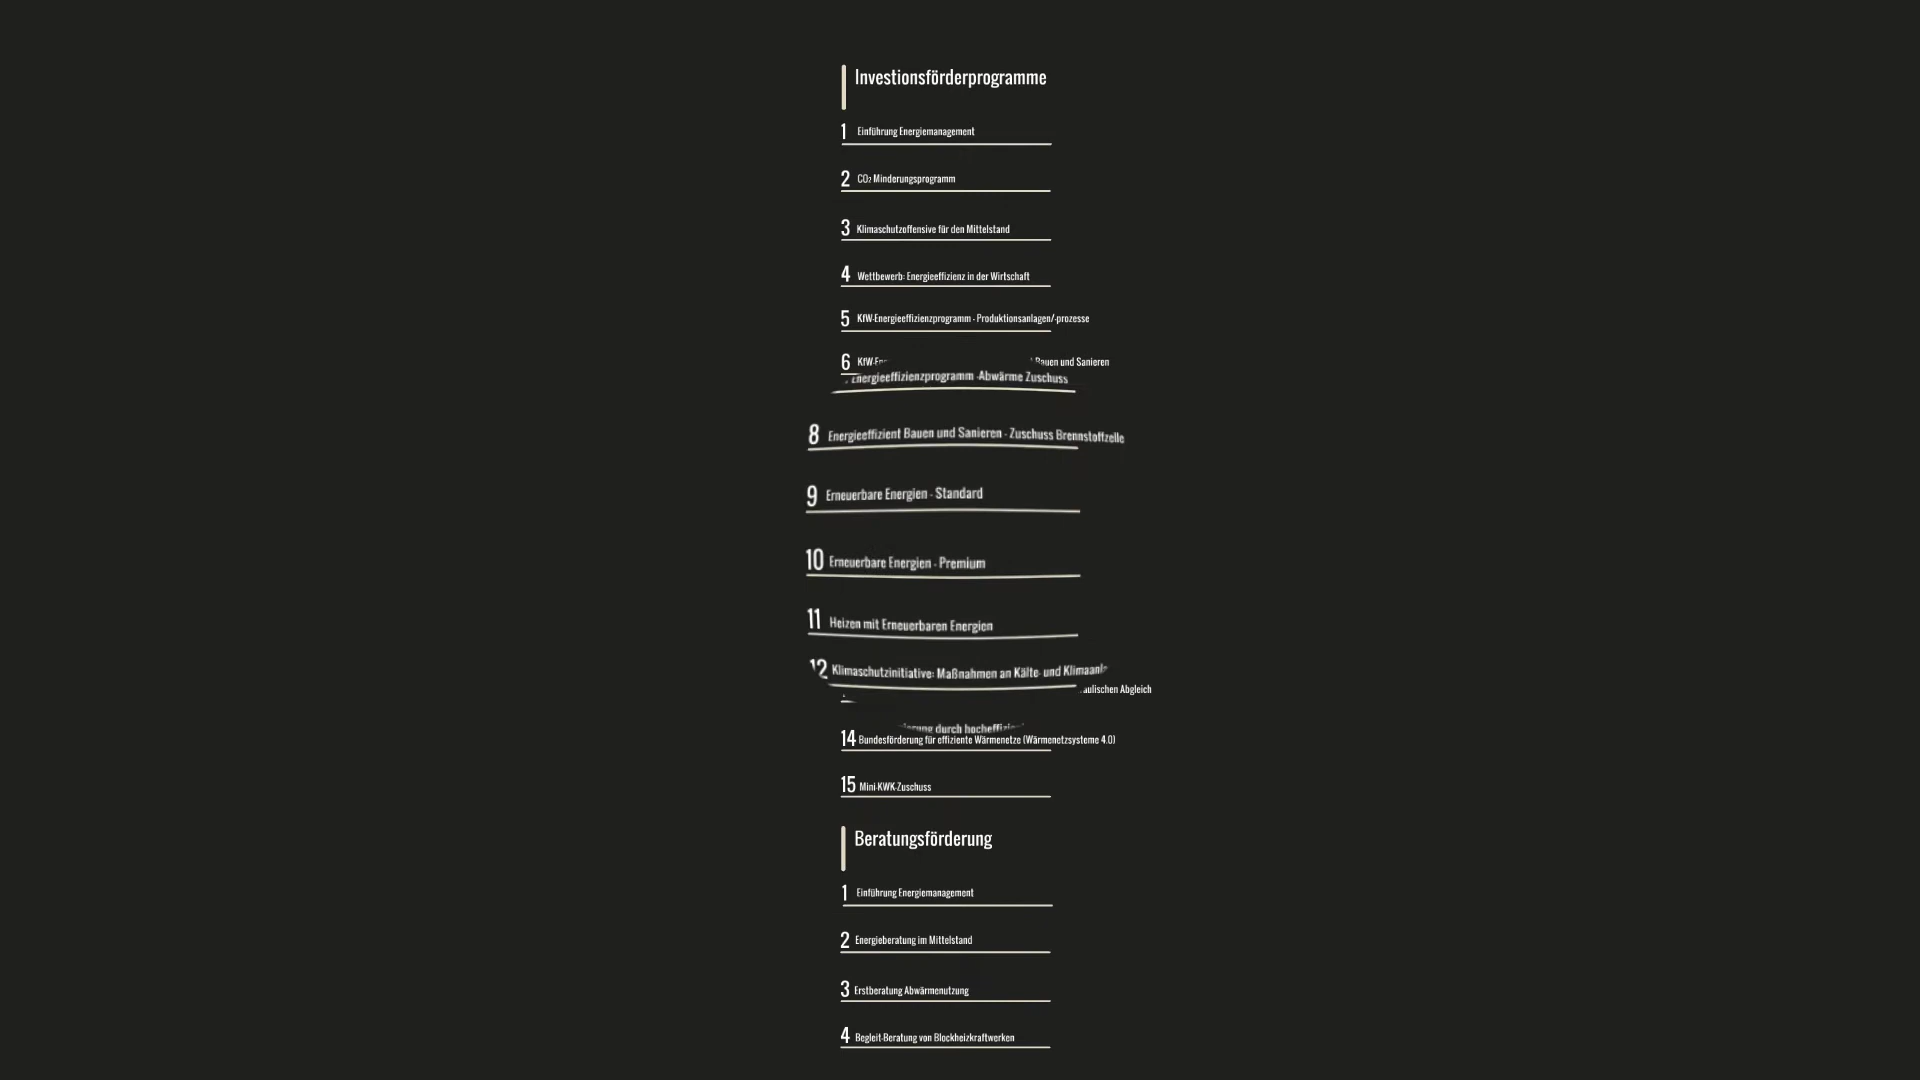 Investionsförderprogramme
1 Einführung Energiemanagement
2 CO₂ Minderungsprogramm
3 Klimaschutzoffensive für den Mittelstand
4 Wettbewerb: Energieeffizienz in der Wirtschaft
5 KfW-Energieeffizienzprogramm - Produktionsanlagen/-prozesse
6 Bauen und Sanieren
Energieeffizienzprogramm -Abwärme Zuschuss
8 Energieeffizient Bauen und Sanieren - Zuschuss Brennstoffzelle
9 Erneuerbare Energien - Standard
10 Erneuerbare Energien - Premium
11 Heizen mit Erneuerbaren Energien
12 Klimaschutzinitiative: Maßnahmen an Kälte- und
Abgleich
durch
14 Bundesförderung für effiziente Wärmenetze (Wärmenetzsysteme 4.0)
15 Mini-KWK-Zuschuss
Beratungsförderung
1 Einführung Energiemanagement
2 Energieberatung im Mittelstand
3 Erstberatung Abwärmenutzung
4 Begleit-Beratung von Blockheizkraftwerken